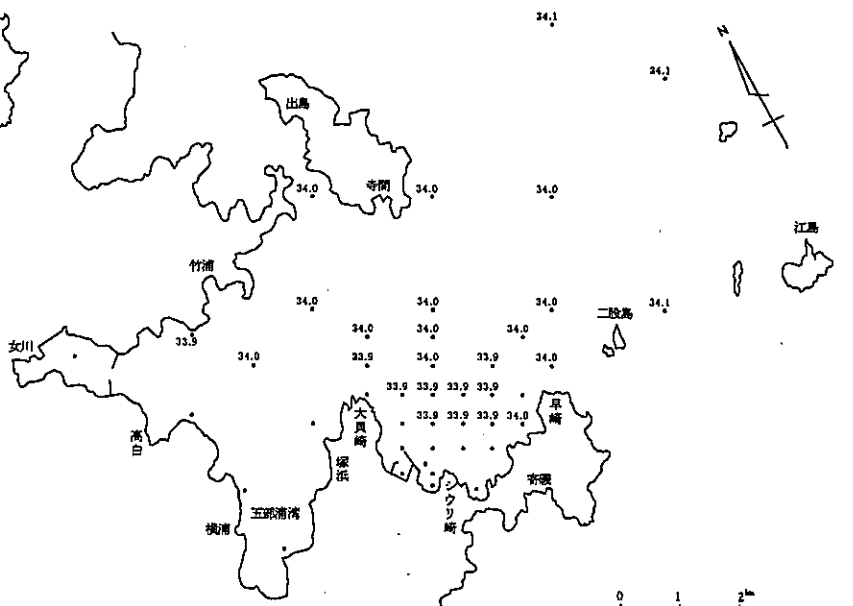 34.1
N
34.1
出島
寺間
34.0 34.0 34.0
江島
竹浦
34.0 34.0 34.0 34.1
二股島
女川
33.9
34.0 34.0 34.0
34.0 33.9 34.0 33.9 34.0
33.9 33.9 33.9 33.9
大貝崎
早崎
33.9 33.9 33.9 34.0
高白
塚浜
寄磯
シウリ崎
横浦
五部浦湾
0 1 2km